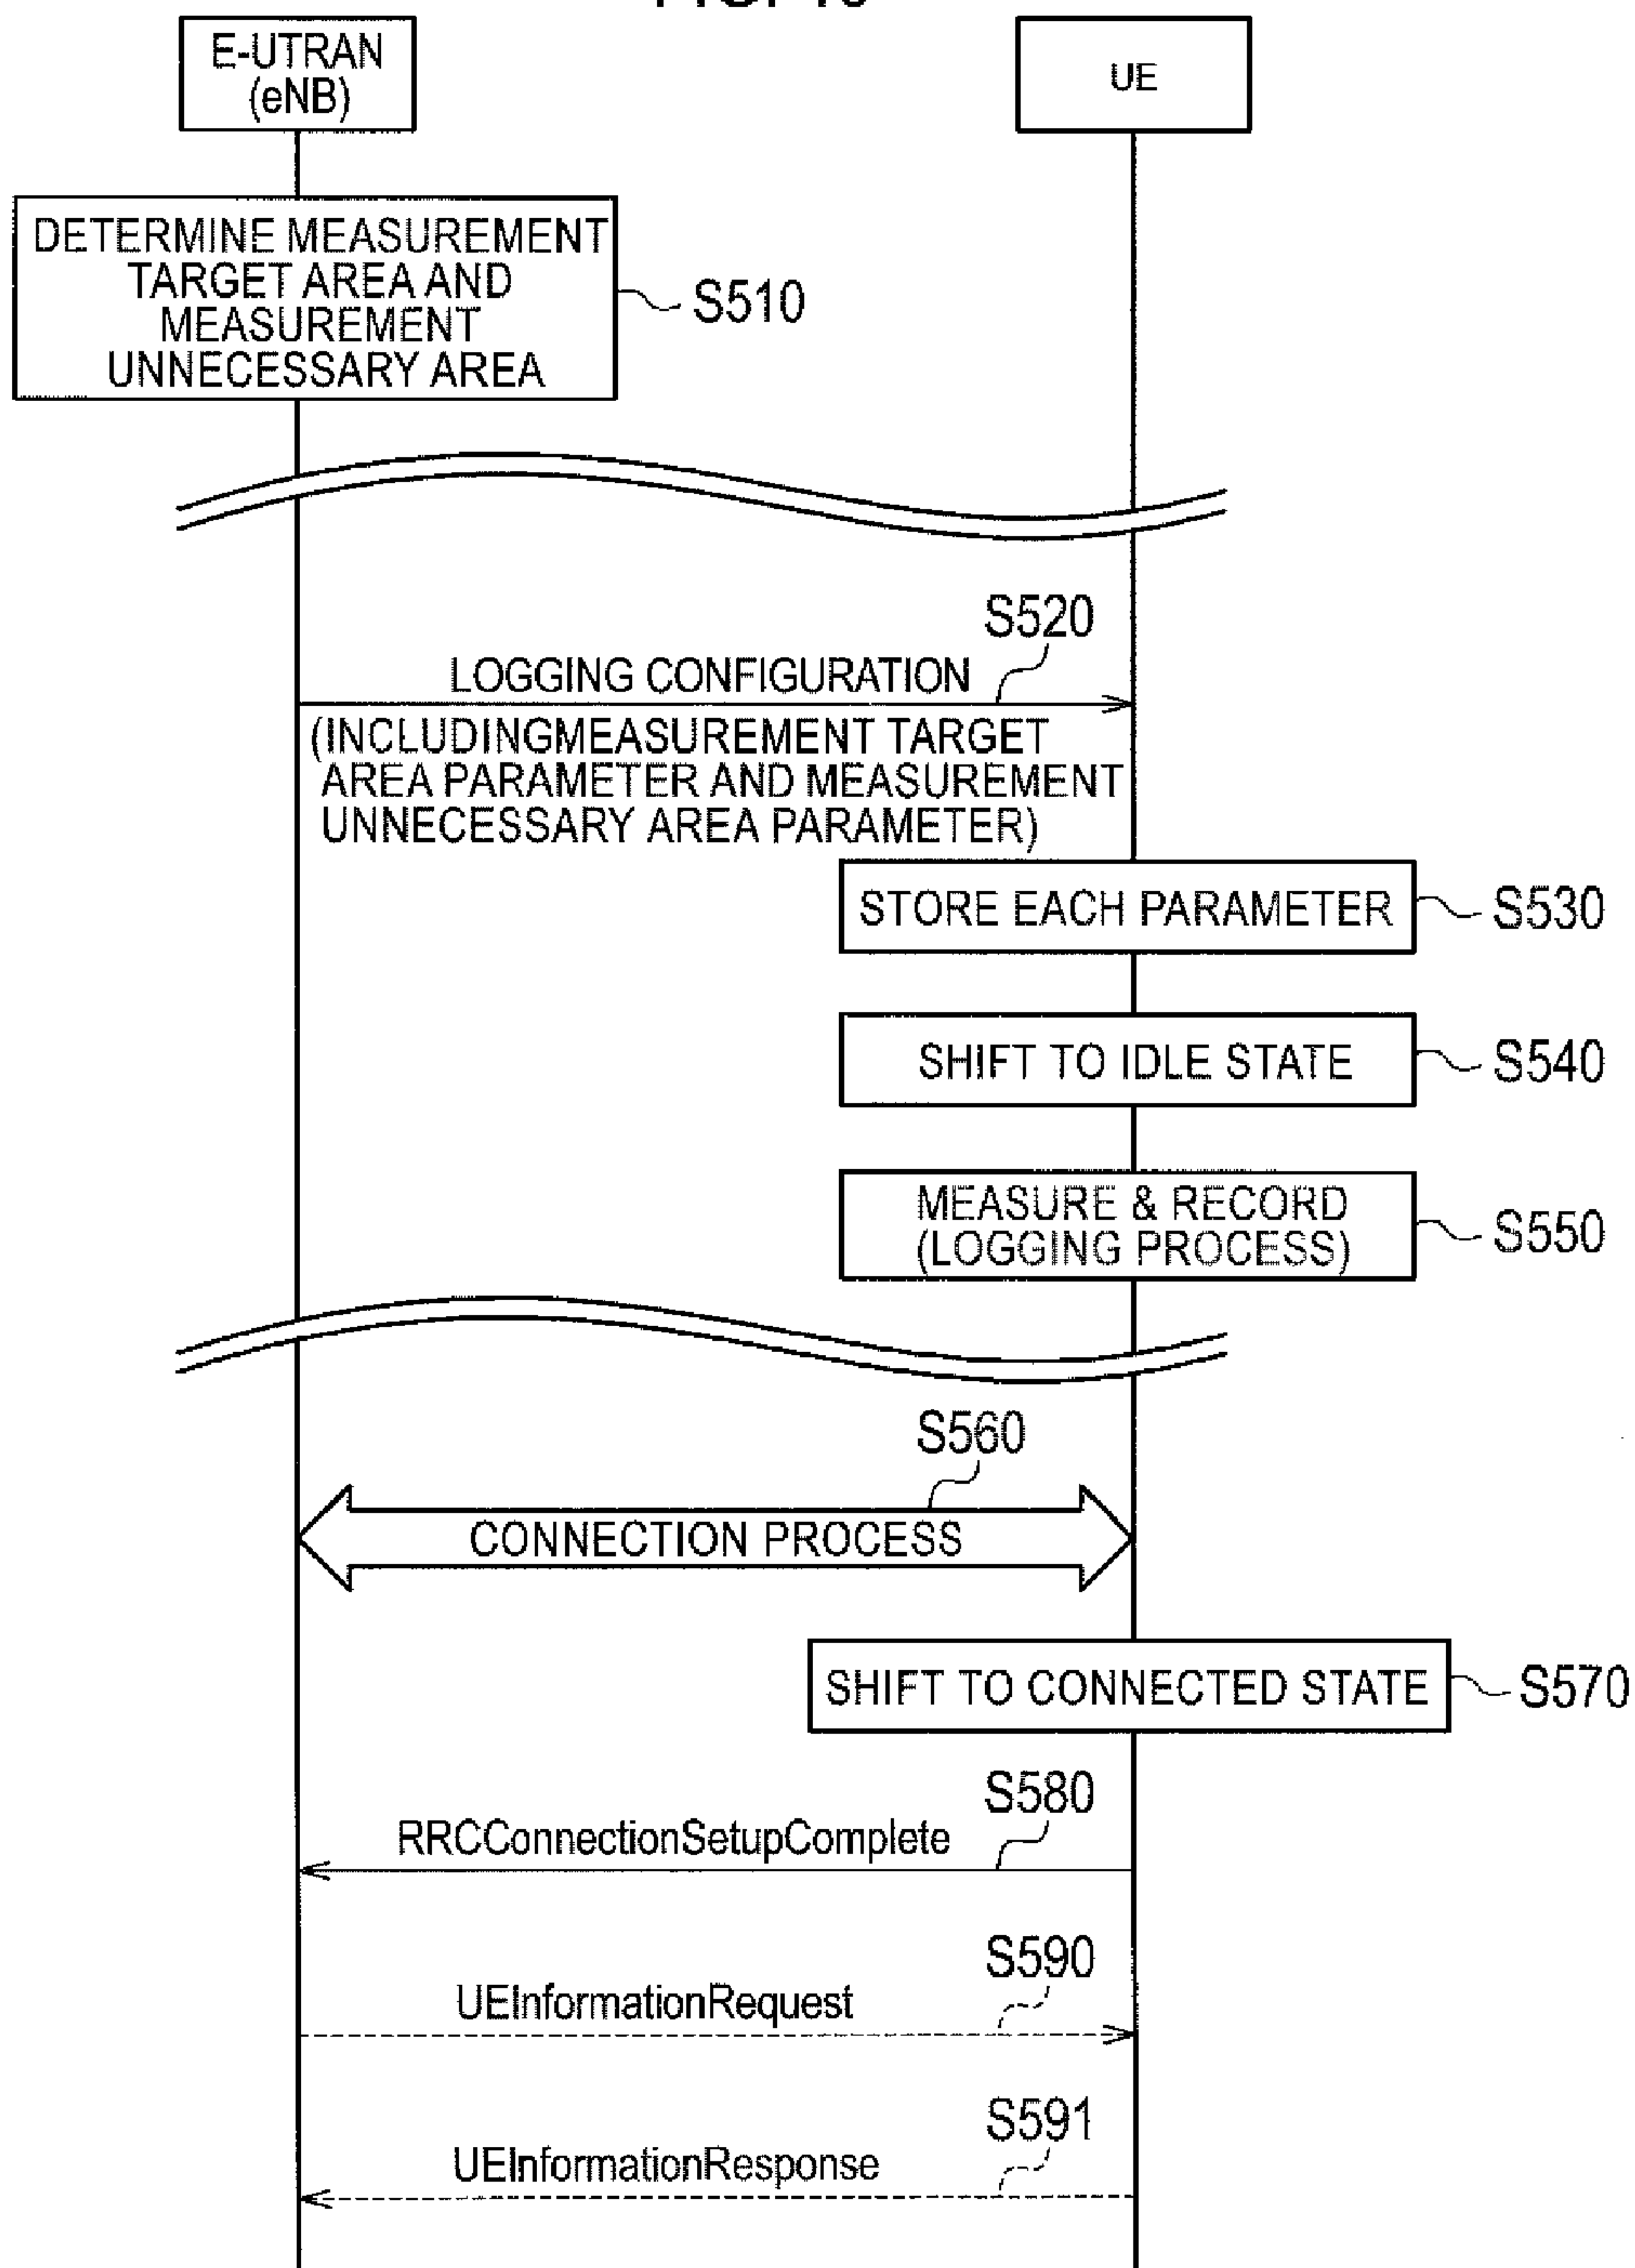 E-UTRAN
(eNB)
UE
DETERMINE MEASUREMENT
TARGET AREA AND
MEASUREMENT
UNNECESSARY AREA
S510
S520
LOGGING CONFIGURATION
(INCLUDINGMEASUREMENT TARGET
AREA PARAMETER AND MEASUREMENT
UNNECESSARY AREA PARAMETER)
STORE EACH PARAMETER
S530
SHIFT TO IDLE STATE
S540
MEASURE & RECORD
(LOGGING PROCESS)
S550
S560
CONNECTION PROCESS
SHIFT TO CONNECTED STATE
S570
S580
RRCConnectionSetupComplete
S590
UEInformationRequest
S591
UEInformationResponse